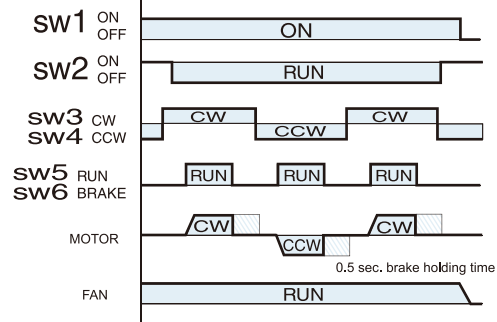 sw1 ON OFF ON
sw2 ON OFF RUN
sw3 CW CW CW
sw4 CCW CCW
sw5 RUN RUN RUN RUN
sw6 BRAKE
MOTOR CW CCW CW
0.5 sec. brake holding time
FAN RUN